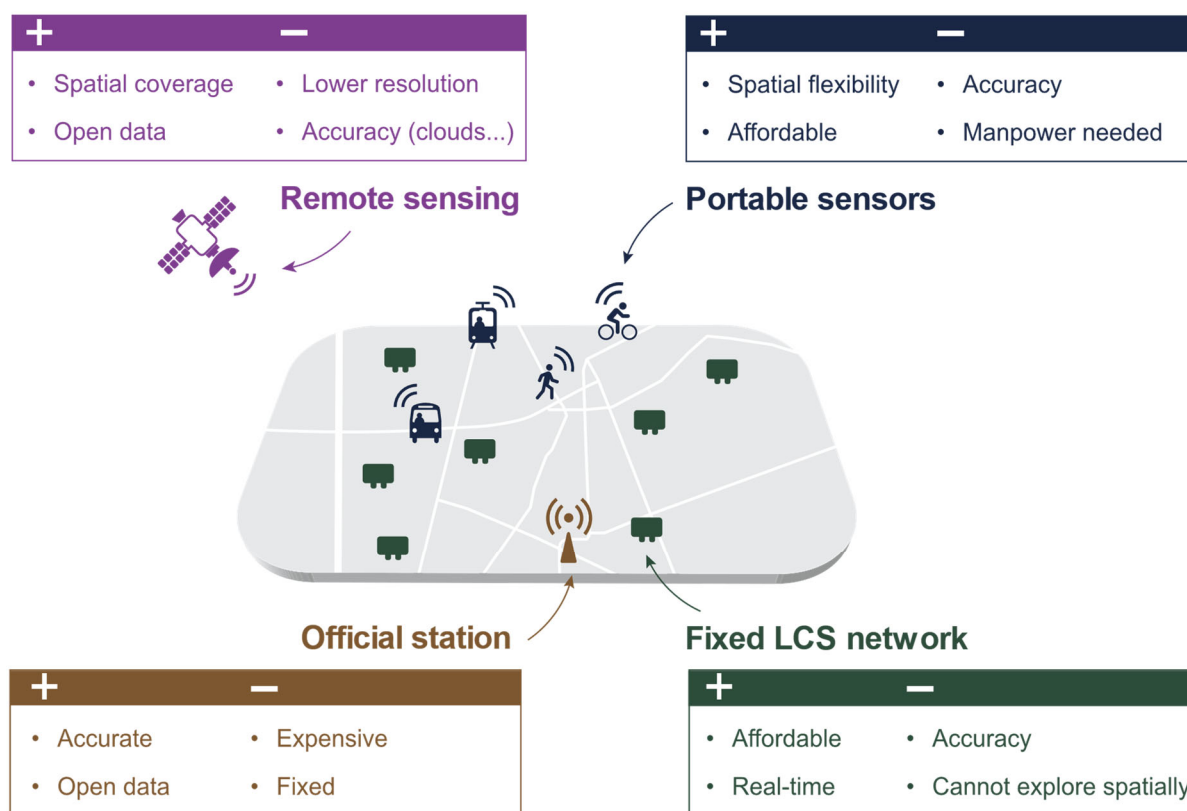 + −
• Spatial coverage • Lower resolution
• Open data • Accuracy (clouds...)
Remote sensing
+ −
• Spatial flexibility • Accuracy
• Affordable • Manpower needed
Portable sensors
Official station
+ −
• Accurate • Expensive
• Open data • Fixed
Fixed LCS network
+ −
• Affordable • Accuracy
• Real-time • Cannot explore spatially